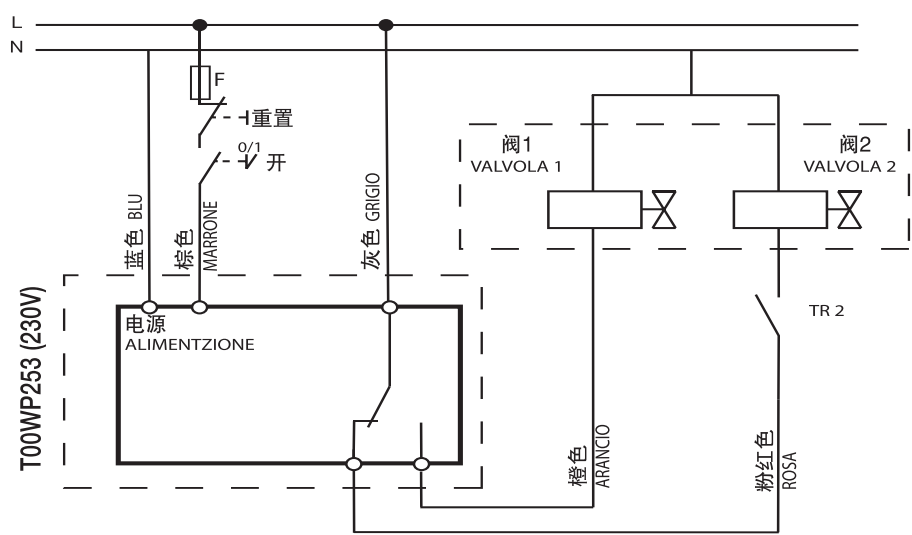 L
N
F
重置
0/1
开
阀1
VALVOLA 1
阀2
VALVOLA 2
蓝色 BLU
棕色
MARRONE
灰色 GRIGIO
TR 2
电源
ALIMENTZIONE
T00WP253 (230V)
橙色
ARANCIO
粉红色
ROSA